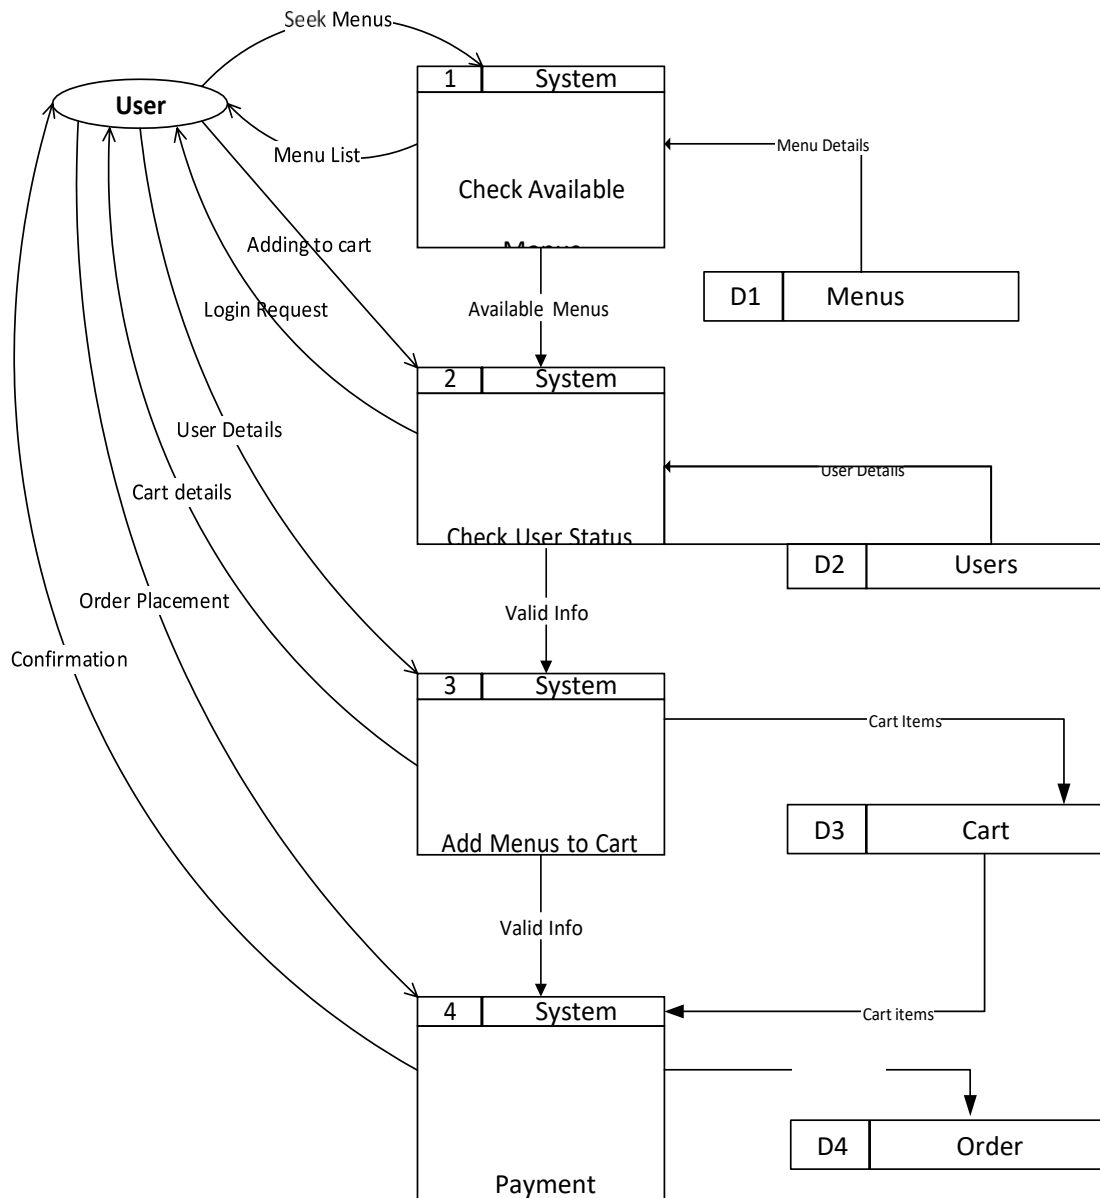 Seek Menus
1 System
User
Menu List
Menu Details
Check Available
Menus
Adding to cart
D1 Menus
Login Request
Available Menus
2 System
User Details
User Details
Cart details
Check User Status
D2 Users
Order Placement
Valid Info
Confirmation
3 System
Cart Items
D3 Cart
Add Menus to Cart
Valid Info
4 System
Cart items
D4 Order
Payment